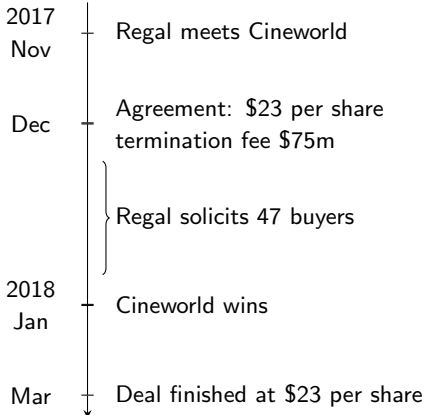 2017
Nov
Regal meets Cineworld
Dec
Agreement: $23 per share
termination fee $75m
Regal solicits 47 buyers
2018
Jan
Cineworld wins
Mar
Deal finished at $23 per share